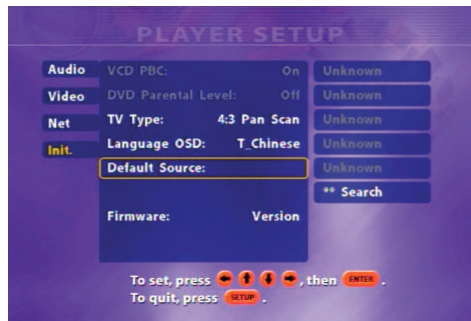 PLAYER SETUP
Audio
Video
Net
Init.
VCD PBC: On
DVD Parental Level: Off
TV Type: 4:3 Pan Scan
Language OSD: T_Chinese
Default Source:
Firmware: Version
Unknown
Unknown
Unknown
Unknown
Unknown
** Search
To set, press , then ENTER .
To quit, press SETUP .